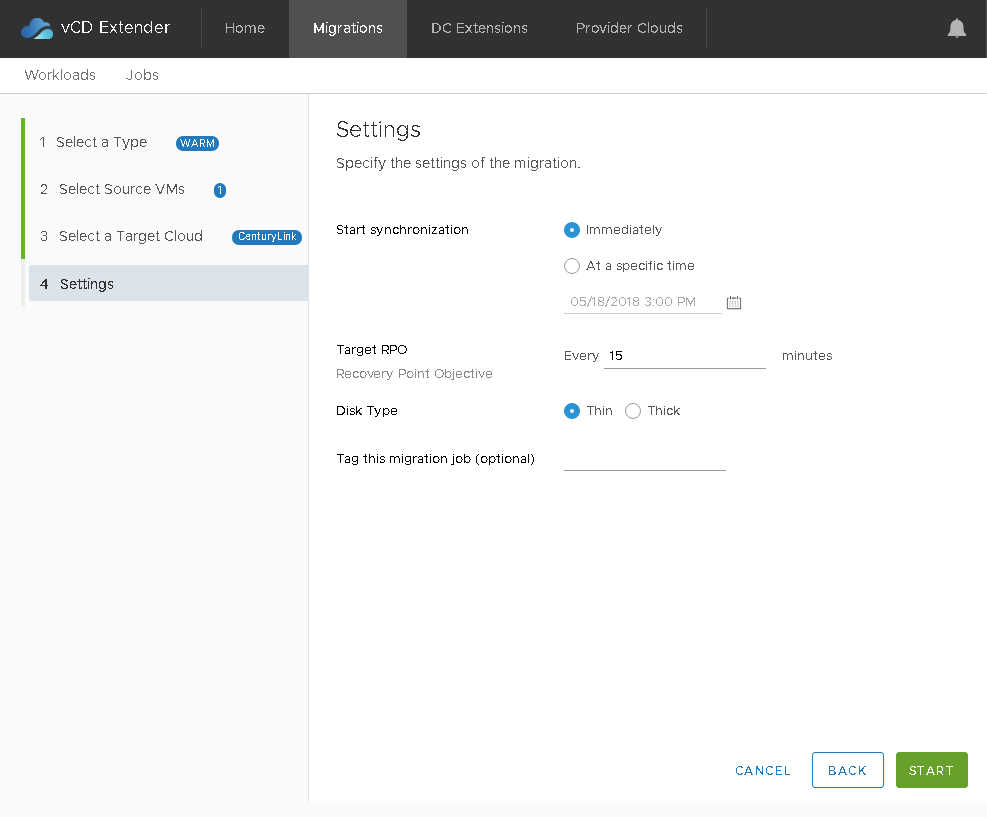 vCD Extender
Home
Migrations
DC Extensions
Provider Clouds
Workloads
Jobs
1 Select a Type WARM
2 Select Source VMs 1
3 Select a Target Cloud CenturyLink
4 Settings
Settings
Specify the settings of the migration.
Start synchronization
Immediately
At a specific time
05/18/2018 3:00 PM
Target RPO
Recovery Point Objective
Every 15 minutes
Disk Type
Thin
Thick
Tag this migration job (optional)
CANCEL
BACK
START